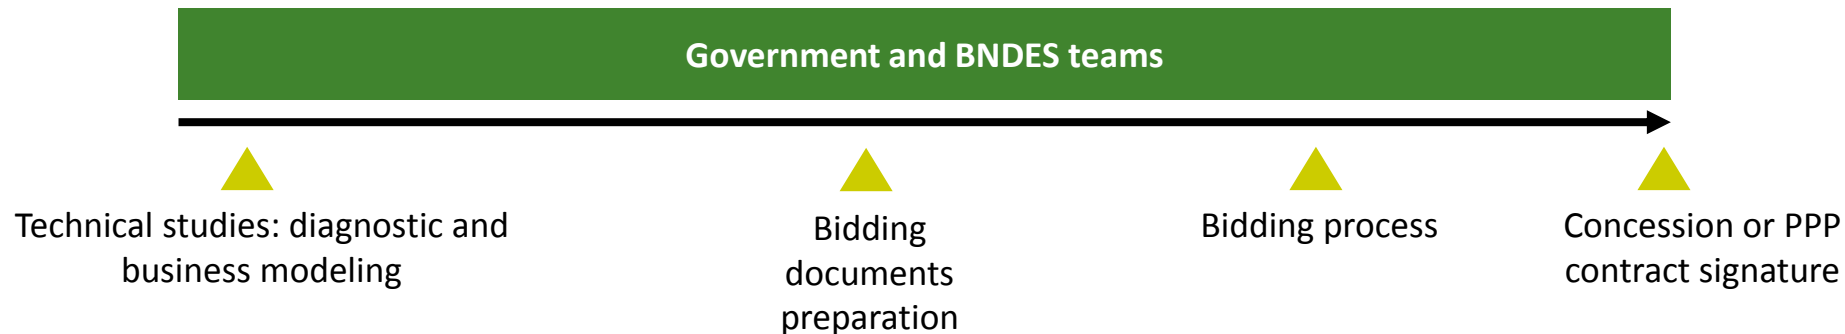 Government and BNDES teams
Technical studies: diagnostic and
business modeling
Bidding
documents
preparation
Bidding process
Concession or PPP
contract signature